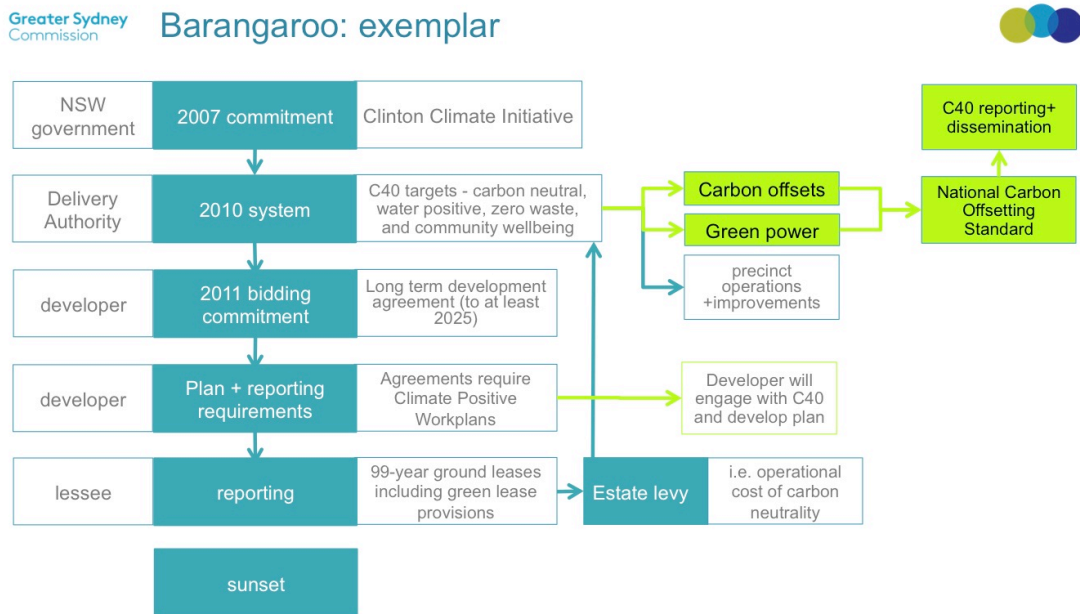 Greater Sydney
Commission
Barangaroo: exemplar
NSW
government
2007 commitment
Clinton Climate Initiative
C40 reporting+
dissemination
Delivery
Authority
2010 system
C40 targets - carbon neutral,
water positive, zero waste,
and community wellbeing
Carbon offsets
Green power
National Carbon
Offsetting
Standard
precinct
operations
+improvements
developer
2011 bidding
commitment
Long term development
agreement (to at least
2025)
developer
Plan + reporting
requirements
Agreements require
Climate Positive
Workplans
Developer will
engage with C40
and develop plan
lessee
reporting
99-year ground leases
including green lease
provisions
Estate levy
i.e. operational
cost of carbon
neutrality
sunset